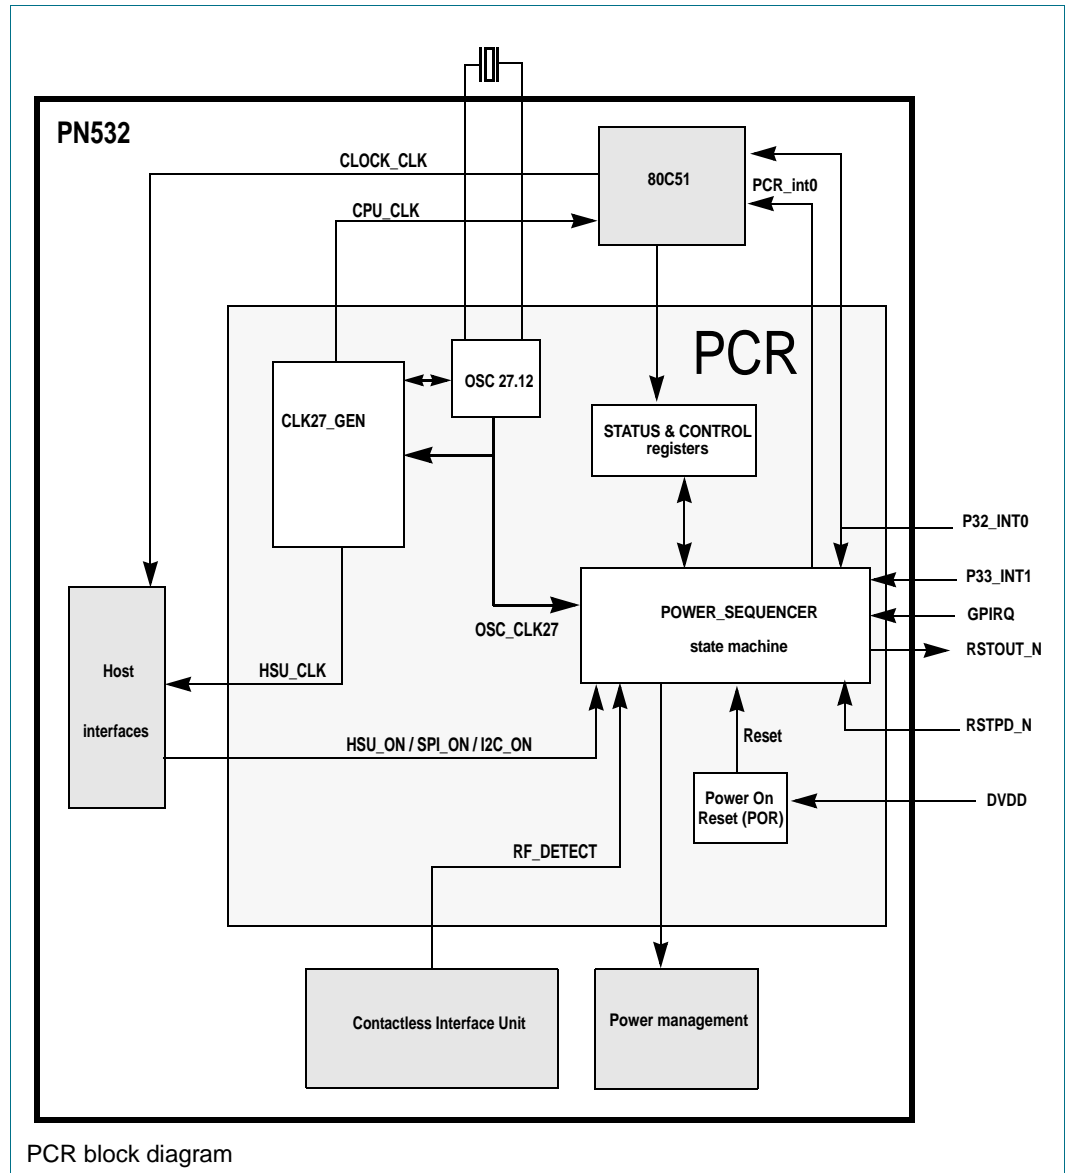 PN532
CLOCK_CLK
80C51
PCR_int0
CPU_CLK
PCR
OSC 27.12
CLK27_GEN
STATUS & CONTROL
registers
P32_INT0
P33_INT1
POWER_SEQUENCER
GPIRQ
OSC_CLK27
state machine
RSTOUT_N
Host
HSU_CLK
interfaces
RSTPD_N
HSU_ON / SPI_ON / I2C_ON
Reset
Power On
Reset (POR)
DVDD
RF_DETECT
Contactless Interface Unit
Power management
PCR block diagram